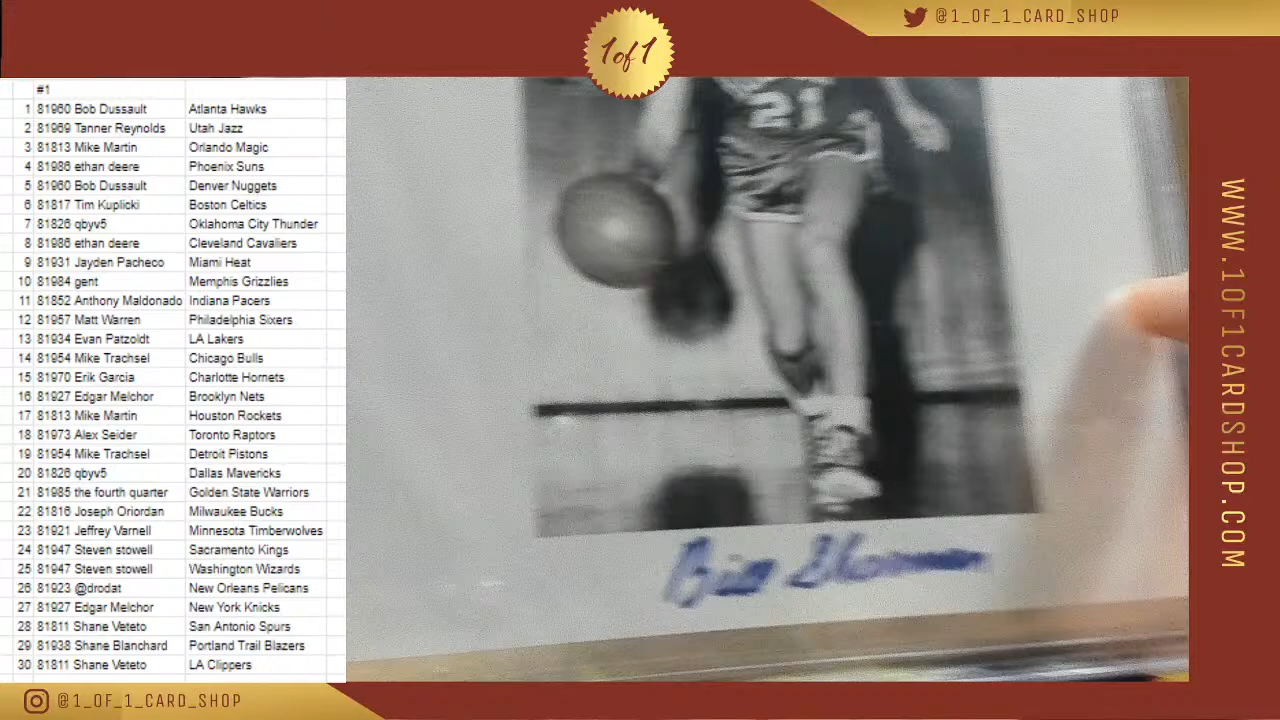 @1_OF_1_CARD_SHOP
1of1
#1
1 81960 Bob Dussault Atlanta Hawks
2 81969 Tanner Reynolds Utah Jazz
3 81813 Mike Martin Orlando Magic
4 81986 ethan deere Phoenix Suns
5 81960 Bob Dussault Denver Nuggets
6 81817 Tim Kuplicki Boston Celtics
7 81826 qbyv5 Oklahoma City Thunder
8 81986 ethan deere Cleveland Cavaliers
9 81931 Jayden Pacheco Miami Heat
10 81984 gent Memphis Grizzlies
11 81852 Anthony Maldonado Indiana Pacers
12 81957 Matt Warren Philadelphia Sixers
13 81934 Evan Patzoldt LA Lakers
14 81954 Mike Trachsel Chicago Bulls
15 81970 Erik Garcia Charlotte Hornets
16 81927 Edgar Melchor Brooklyn Nets
17 81813 Mike Martin Houston Rockets
18 81973 Alex Seider Toronto Raptors
19 81954 Mike Trachsel Detroit Pistons
20 81826 qbyv5 Dallas Mavericks
21 81985 the fourth quarter Golden State Warriors
22 81816 Joseph Oriordan Milwaukee Bucks
23 81921 Jeffrey Varnell Minnesota Timberwolves
24 81947 Steven stowell Sacramento Kings
25 81947 Steven stowell Washington Wizards
26 81923 @drodat New Orleans Pelicans
27 81927 Edgar Melchor New York Knicks
28 81811 Shane Veteto San Antonio Spurs
29 81938 Shane Blanchard Portland Trail Blazers
30 81811 Shane Veteto LA Clippers
21
Bill Sharman
WWW.1OF1CARDSHOP.COM
@1_OF_1_CARD_SHOP